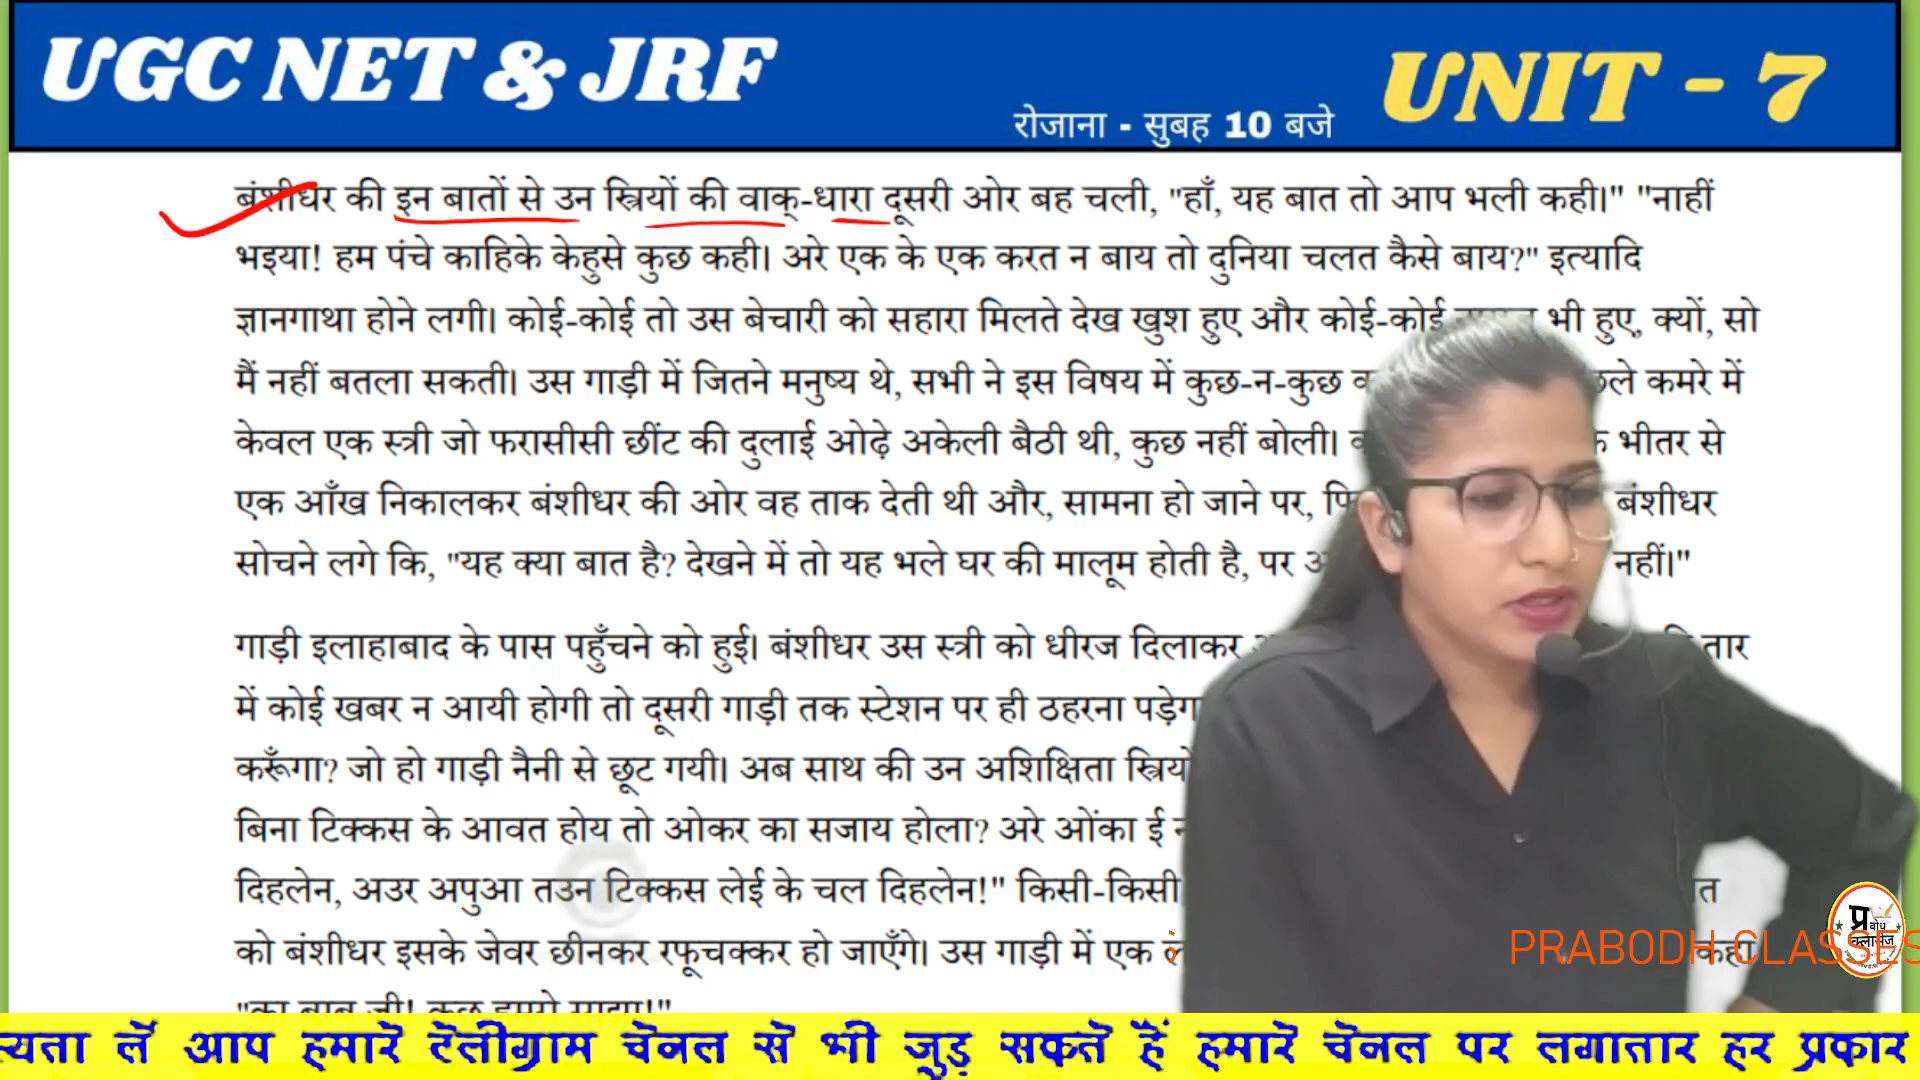 UGC NET & JRF
रोजाना - सुबह 10 बजे
UNIT - 7
बंशीधर की इन बातों से उन स्त्रियों की वाक्-धारा दूसरी ओर बह चली, "हाँ, यह बात तो आप भली कही।" "नाहीं
भइया! हम पंचे काहिके केहुसे कुछ कही। अरे एक के एक करत न बाय तो दुनिया चलत कैसे बाय?" इत्यादि
ज्ञानगाथा होने लगी। कोई-कोई तो उस बेचारी को सहारा मिलते देख खुश हुए और कोई-कोई भी हुए, क्यों, सो
मैं नहीं बतला सकती। उस गाड़ी में जितने मनुष्य थे, सभी ने इस विषय में कुछ-न-कुछ कमरे में
केवल एक स्त्री जो फरासीसी छींट की दुलाई ओढ़े अकेली बैठी थी, कुछ नहीं बोली। भीतर से
एक आँख निकालकर बंशीधर की ओर वह ताक देती थी और, सामना हो जाने पर, बंशीधर
सोचने लगे कि, "यह क्या बात है? देखने में तो यह भले घर की मालूम होती है, पर नहीं।"
गाड़ी इलाहाबाद के पास पहुँचने को हुई। बंशीधर उस स्त्री को धीरज दिलाकर तार
में कोई खबर न आयी होगी तो दूसरी गाड़ी तक स्टेशन पर ही ठहरना पड़ेगा
करूँगा? जो हो गाड़ी नैनी से छूट गयी। अब साथ की उन अशिक्षिता
बिना टिक्कस के आवत होय तो ओकर का सजाय होला? अरे ओंका ई
दिहलेन, अउर अपुआ तउन टिक्कस लेई के चल दिहलेन!" किसी-किसी
को बंशीधर इसके जेवर छीनकर रफूचक्कर हो जाएँगे। उस गाड़ी में एक कहा
PRABODH CLASSES
प्रबोध क्लासेज
लें आप हमारे टेलीग्राम चैनल से भी जुड़ सकते हैं हमारे चैनल पर लगातार हर प्रकार